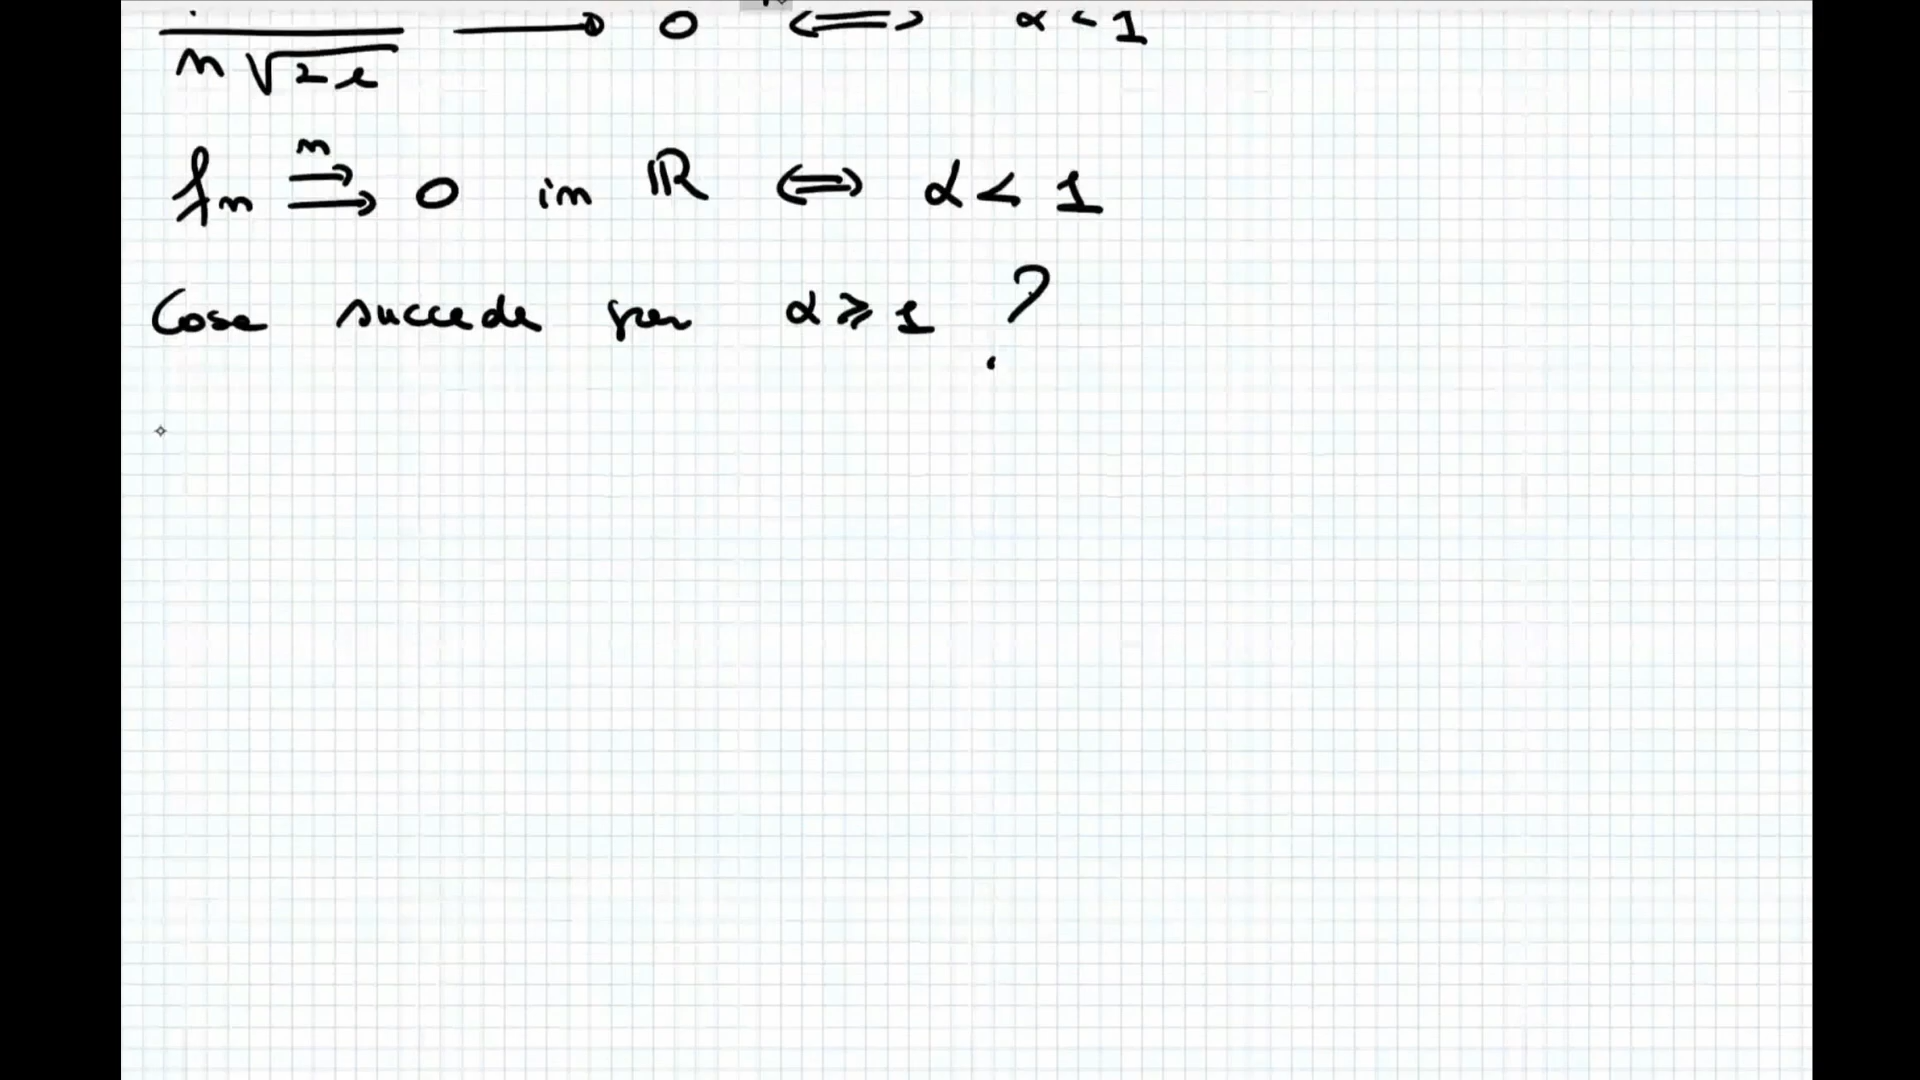 n√2e ⟶ 0 ⟺ α < 1
fn ⇉ⁿ 0 in ℝ ⟺ α < 1
Cosa succede per α ⩾ 1 ?